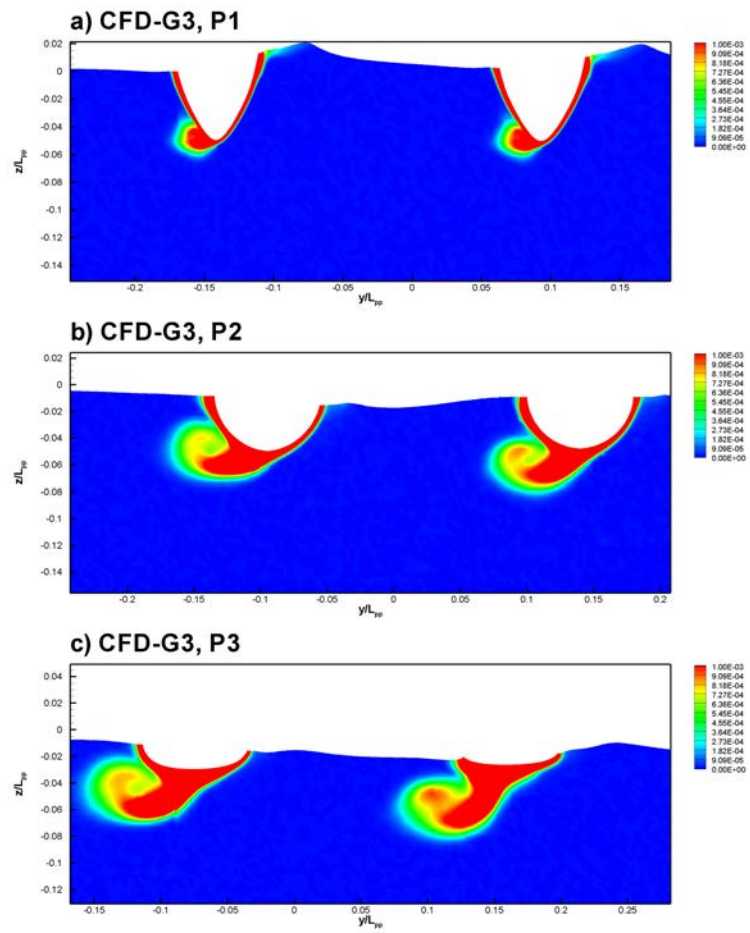 a) CFD-G3, P1
0.02
0
-0.02
-0.04
-0.06
-0.08
-0.1
-0.12
-0.14
z/Lpp
-0.2
-0.15
-0.1
-0.05
0
0.05
0.1
0.15
y/Lpp
1.00E-03
9.09E-04
8.18E-04
7.27E-04
6.36E-04
5.45E-04
4.55E-04
3.64E-04
2.73E-04
1.82E-04
9.09E-05
0.00E+00
b) CFD-G3, P2
0.02
0
-0.02
-0.04
-0.06
-0.08
-0.1
-0.12
-0.14
z/Lpp
-0.2
-0.15
-0.1
-0.05
0
0.05
0.1
0.15
0.2
y/Lpp
1.00E-03
9.09E-04
8.18E-04
7.27E-04
6.36E-04
5.45E-04
4.55E-04
3.64E-04
2.73E-04
1.82E-04
9.09E-05
0.00E+00
c) CFD-G3, P3
0.04
0.02
0
-0.02
-0.04
-0.06
-0.08
-0.1
-0.12
z/Lpp
-0.15
-0.1
-0.05
0
0.05
0.1
0.15
0.2
0.25
y/Lpp
1.00E-03
9.09E-04
8.18E-04
7.27E-04
6.36E-04
5.45E-04
4.55E-04
3.64E-04
2.73E-04
1.82E-04
9.09E-05
0.00E+00